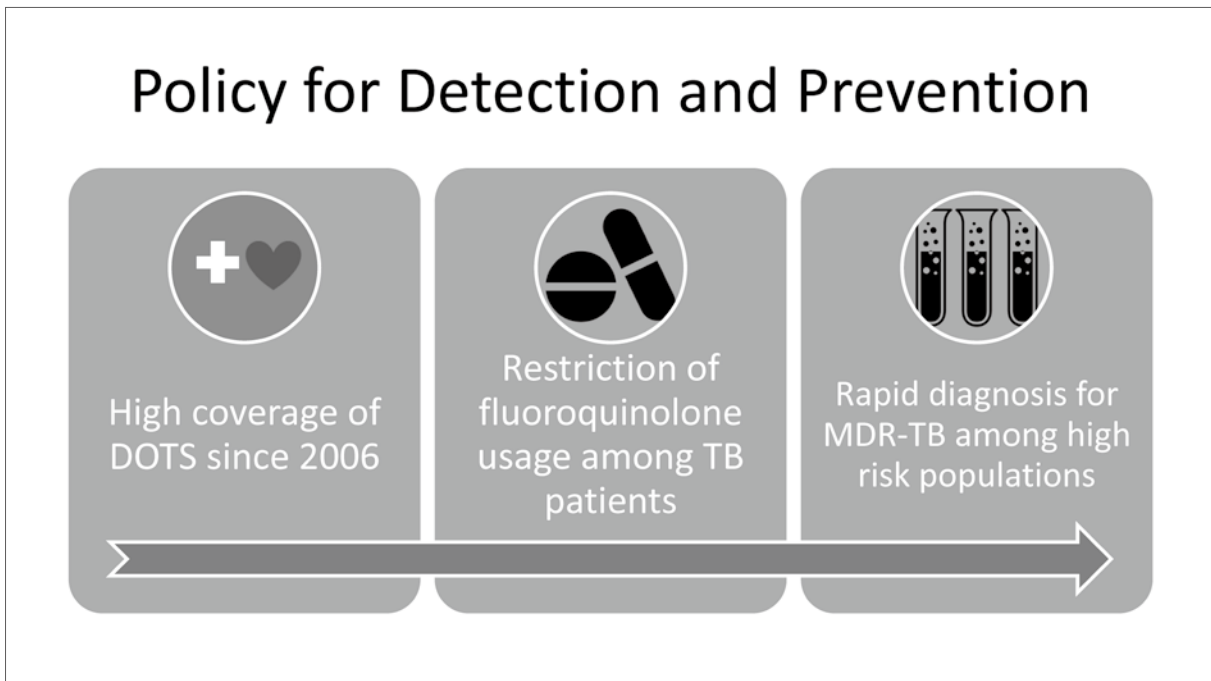 Policy for Detection and Prevention
High coverage of
DOTS since 2006
Restriction of
fluoroquinolone
usage among TB
patients
Rapid diagnosis for
MDR-TB among high
risk populations